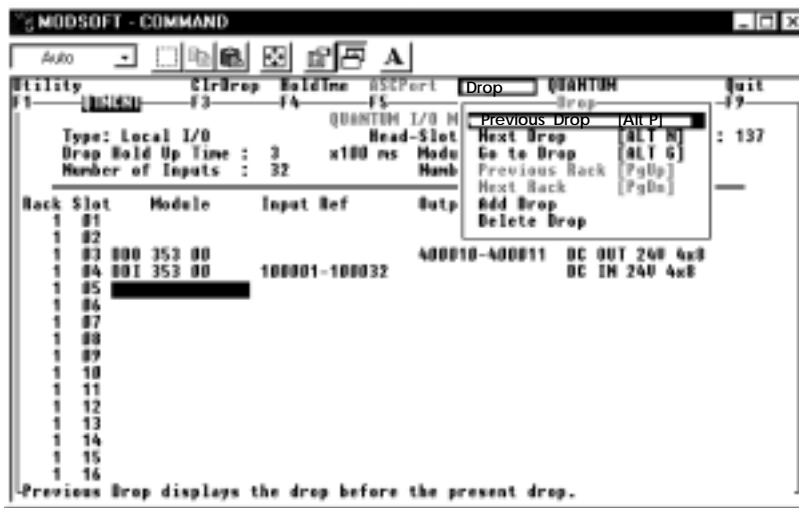 MODSOFT - COMMAND
Auto
A
Utility ClrDrop HoldTme ASCPort Drop QUANTUM Quit
F1 F3 F4 F5 Drop F9
QUANTUM I/O M
Previous Drop [Alt P]
Type: Local I/O Head-Slot Next Drop [ALT N] : 137
Drop Hold Up Time : 3 x100 ms Modu Go to Drop [ALT G]
Number of Inputs : 32 Numb Previous Rack [PgUp]
Next Rack [PgDn]
Rack Slot Module Input Ref Outp Add Drop
Delete Drop
1 01
1 02
1 03 DDO 353 00 400010-400011 DC OUT 24V 4x8
1 04 DDI 353 00 100001-100032 DC IN 24V 4x8
1 05
1 06
1 07
1 08
1 09
1 10
1 11
1 12
1 13
1 14
1 15
1 16
Previous Drop displays the drop before the present drop.